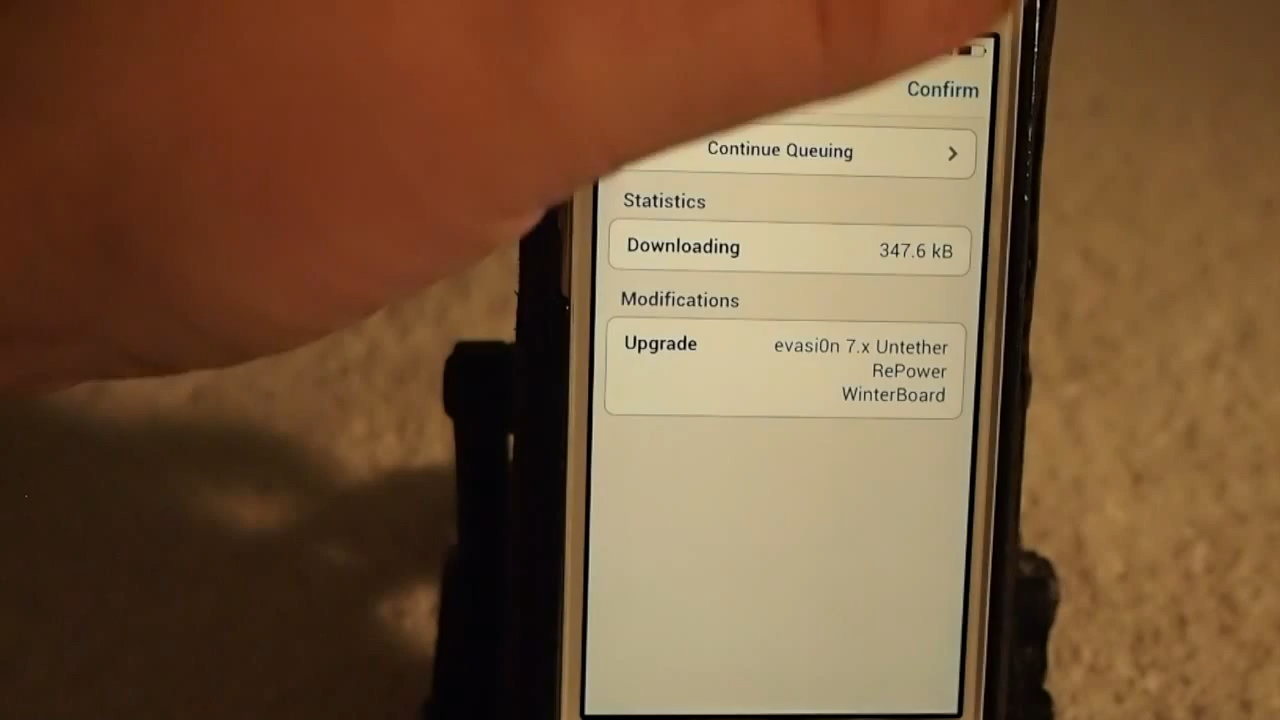 Confirm
Continue Queuing
Statistics
Downloading 347.6 kB
Modifications
Upgrade evasi0n 7.x Untether
RePower
WinterBoard